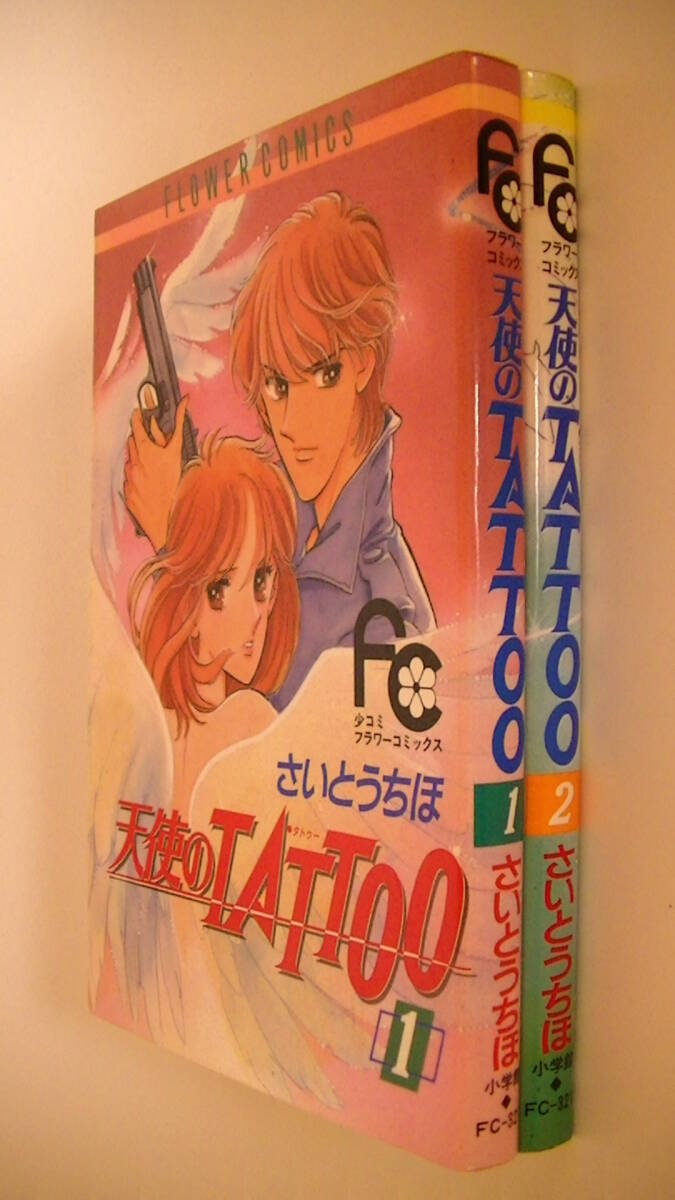 FLOWER COMICS
FC
少コミ
フラワーコミックス
さいとうちほ
天使のTATTOO
タトゥー
1
FC
フラワー
コミックス
天使のTATTOO
1
さいとうちほ
小学館
FC-32
FC
フラワー
コミックス
天使のTATTOO
2
さいとうちほ
小学館
FC-32